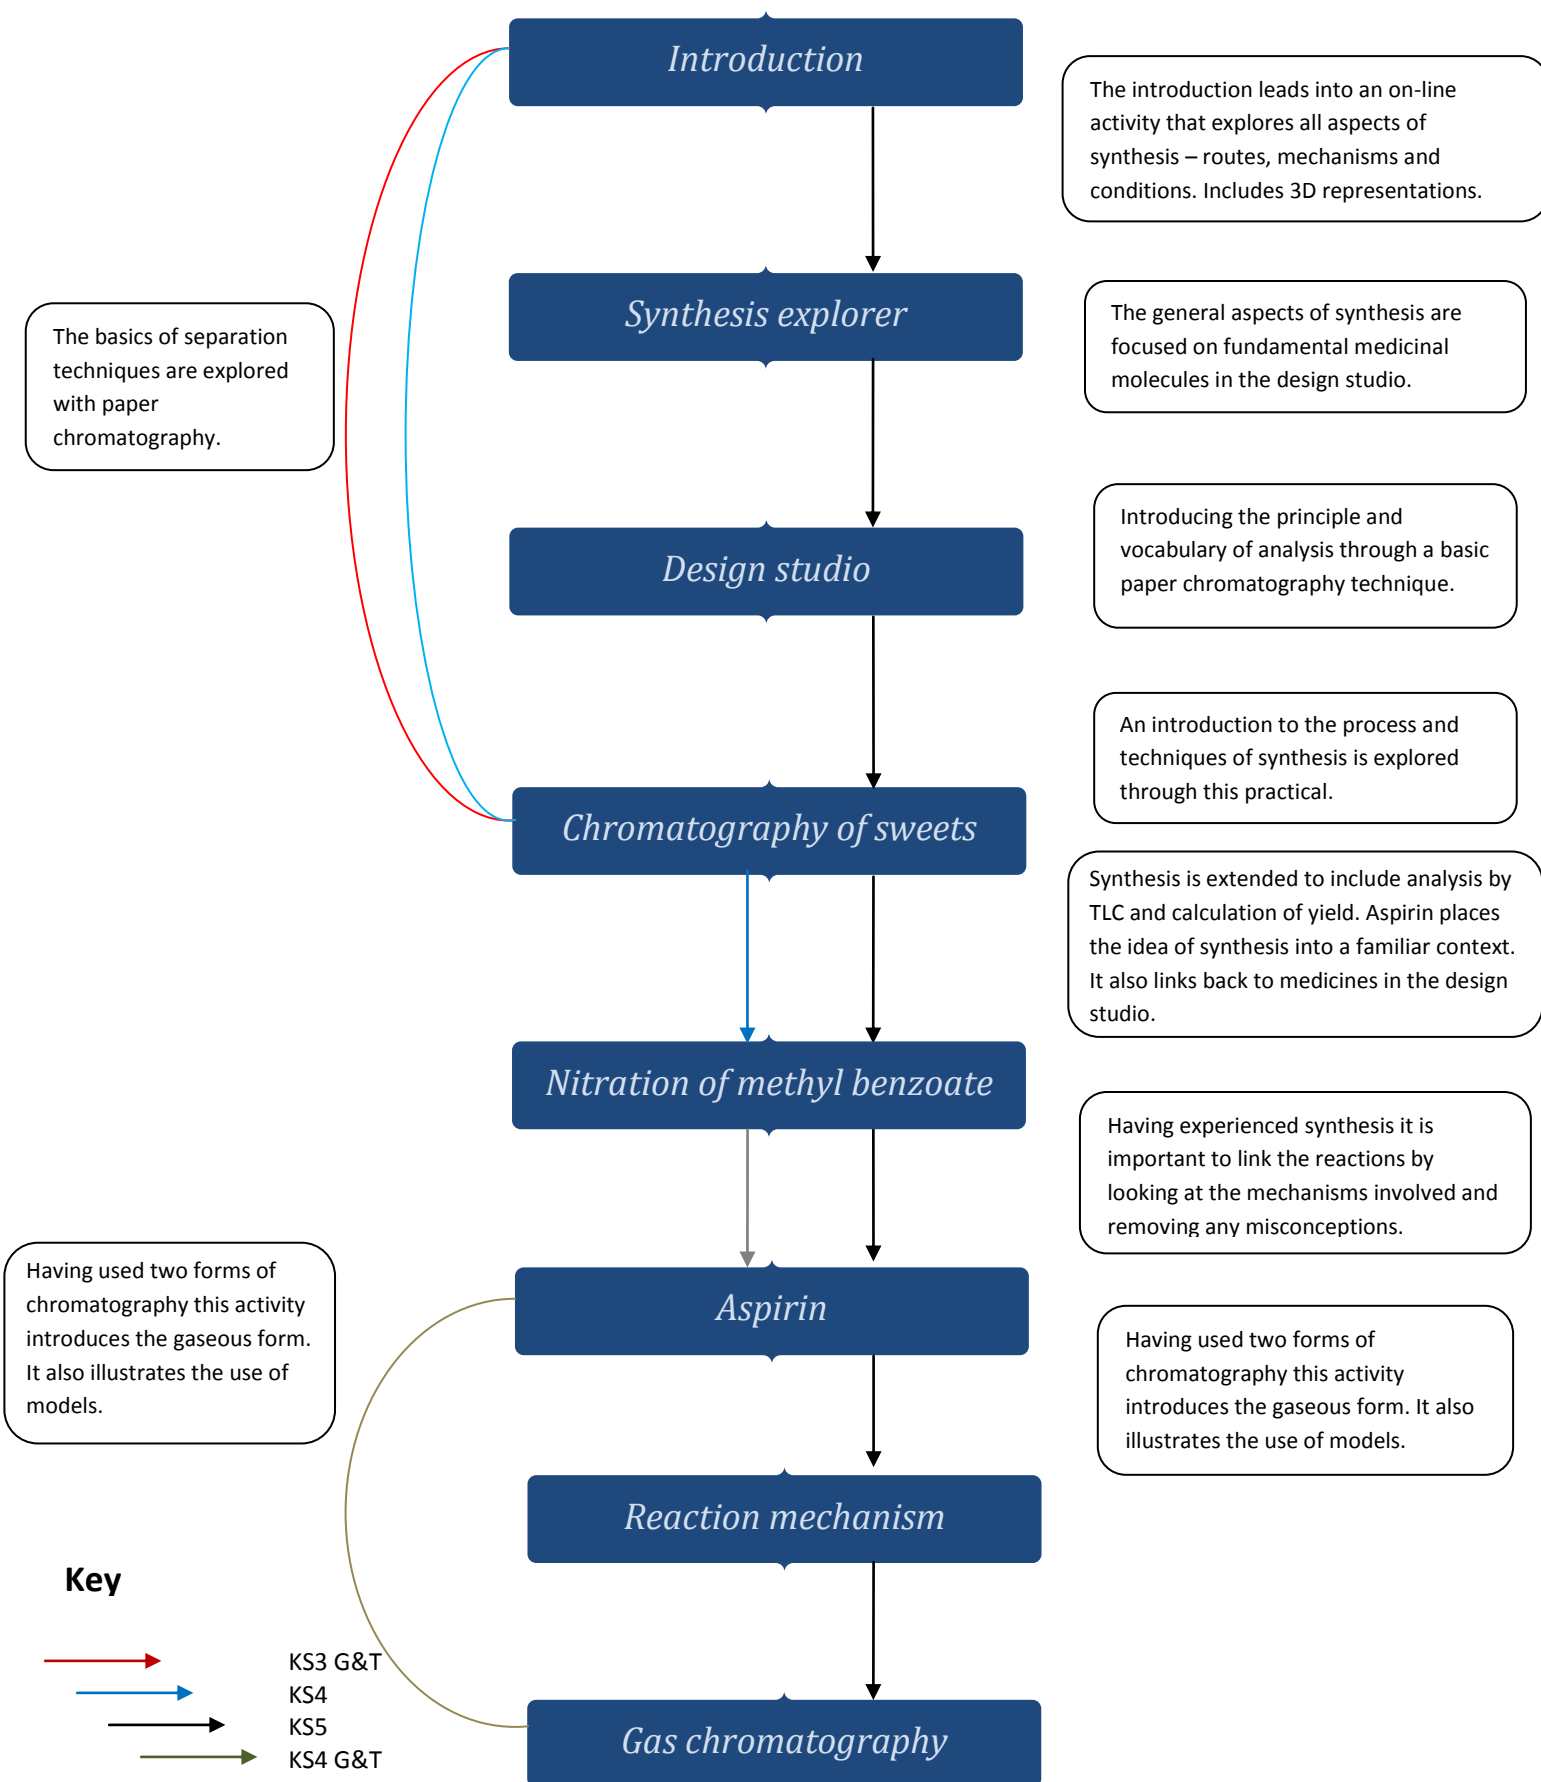 Introduction
The introduction leads into an on-line
activity that explores all aspects of
synthesis – routes, mechanisms and
conditions. Includes 3D representations.
Synthesis explorer
The general aspects of synthesis are
focused on fundamental medicinal
molecules in the design studio.
The basics of separation
techniques are explored
with paper
chromatography.
Design studio
Introducing the principle and
vocabulary of analysis through a basic
paper chromatography technique.
An introduction to the process and
techniques of synthesis is explored
through this practical.
Chromatography of sweets
Synthesis is extended to include analysis by
TLC and calculation of yield. Aspirin places
the idea of synthesis into a familiar context.
It also links back to medicines in the design
studio.
Nitration of methyl benzoate
Having experienced synthesis it is
important to link the reactions by
looking at the mechanisms involved and
removing any misconceptions.
Having used two forms of
chromatography this activity
introduces the gaseous form.
It also illustrates the use of
models.
Aspirin
Having used two forms of
chromatography this activity
introduces the gaseous form. It also
illustrates the use of models.
Reaction mechanism
Key
KS3 G&T
KS4
KS5
KS4 G&T
Gas chromatography